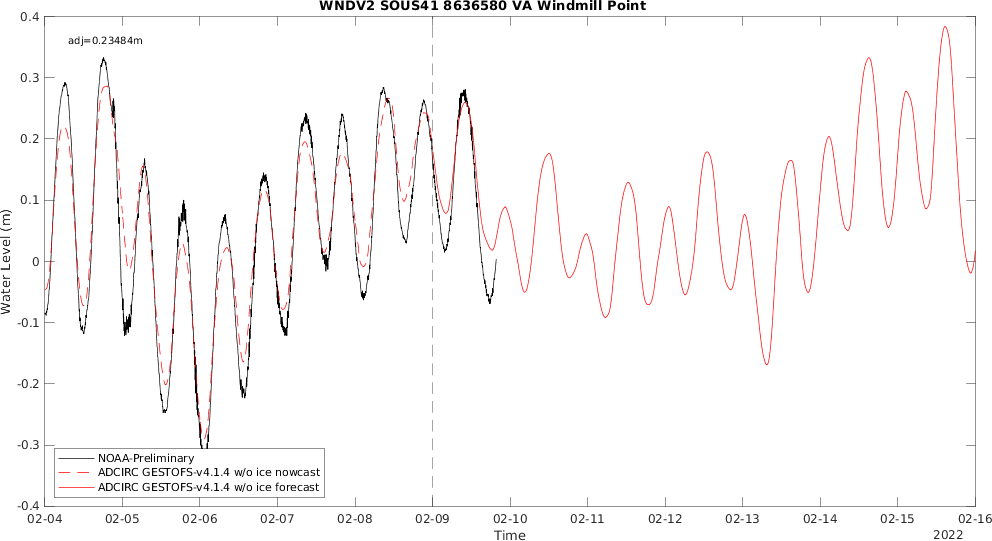 WNDV2 SOUS41 8636580 VA Windmill Point
adj=0.23484m
Water Level (m)
0.4
0.3
0.2
0.1
0
-0.1
-0.2
-0.3
-0.4
NOAA-Preliminary
ADCIRC GESTOFS-v4.1.4 w/o ice nowcast
ADCIRC GESTOFS-v4.1.4 w/o ice forecast
02-04 02-05 02-06 02-07 02-08 02-09 02-10 02-11 02-12 02-13 02-14 02-15 02-16
Time
2022